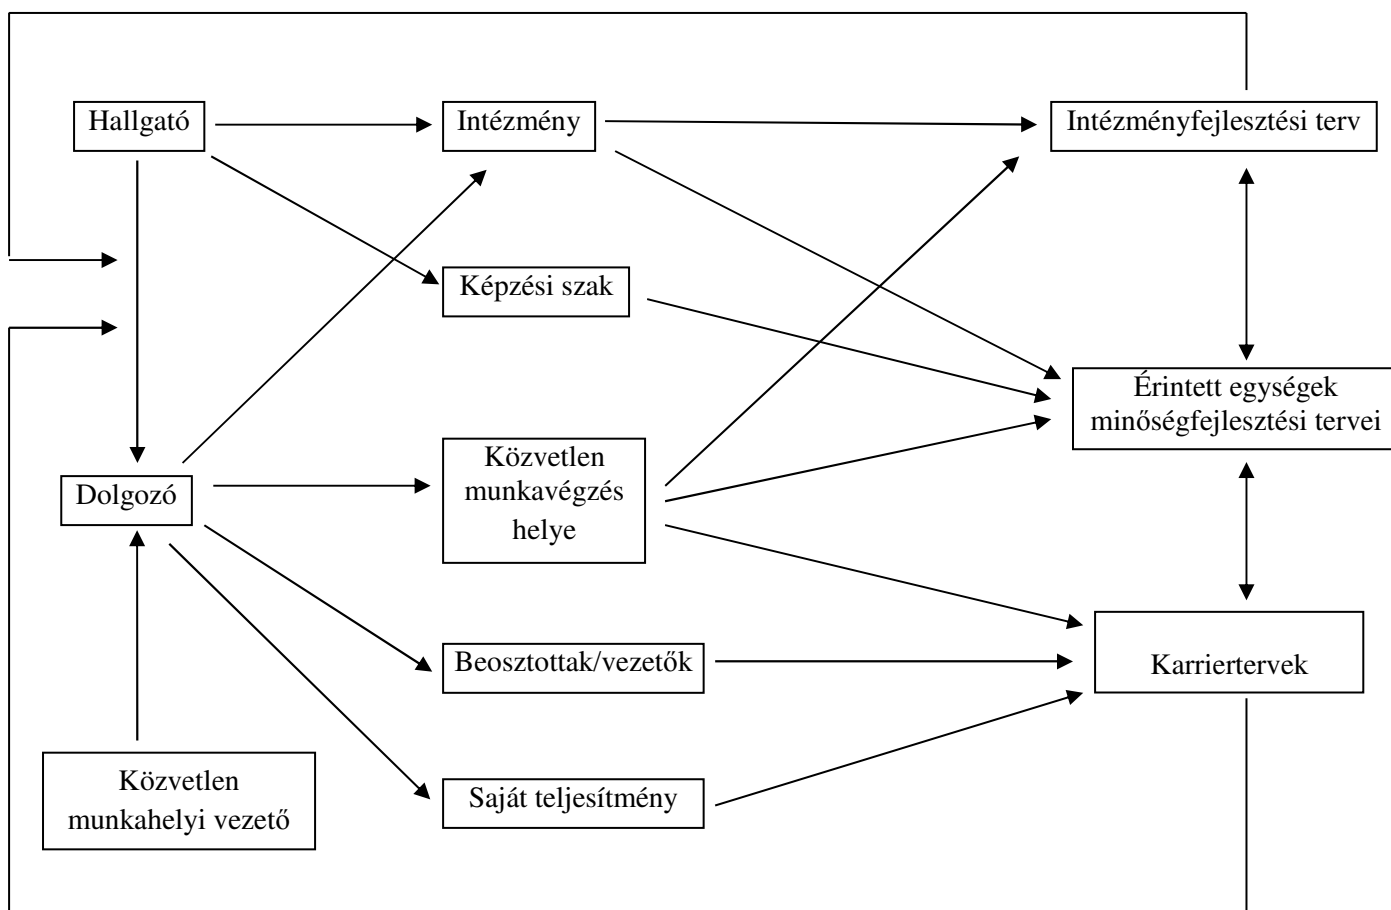 Hallgató
Intézmény
Intézményfejlesztési terv
Képzési szak
Érintett egységek
minőségfejlesztési tervei
Közvetlen
munkavégzés
helye
Dolgozó
Beosztottak/vezetők
Karriertervek
Közvetlen
munkahelyi vezető
Saját teljesítmény